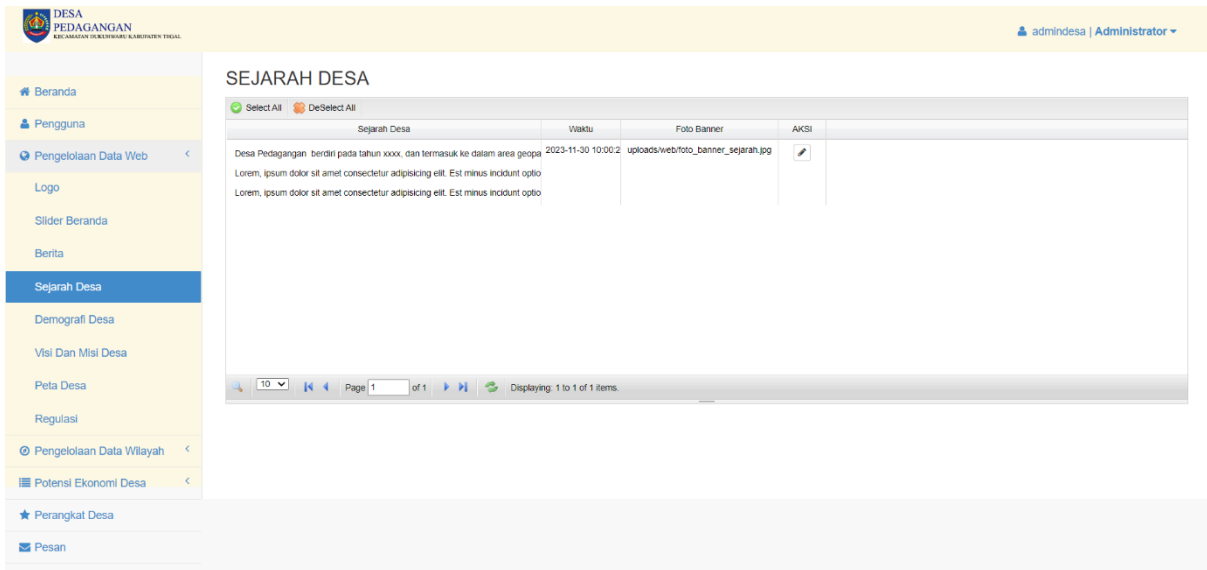 DESA
PEDAGANGAN
KECAMATAN DUKUHWARU KABUPATEN TEGAL
admindesa | Administrator
Beranda
Pengguna
Pengelolaan Data Web
Logo
Slider Beranda
Berita
Sejarah Desa
Demografi Desa
Visi Dan Misi Desa
Peta Desa
Regulasi
Pengelolaan Data Wilayah
Potensi Ekonomi Desa
Perangkat Desa
Pesan
SEJARAH DESA
Select All DeSelect All
Sejarah Desa Waktu Foto Banner AKSI
Desa Pedagangan berdiri pada tahun xxxx, dan termasuk ke dalam area geopa 2023-11-30 10:00:2 uploads/web/foto_banner_sejarah.jpg
Lorem, ipsum dolor sit amet consectetur adipisicing elit. Est minus incidunt optio
Lorem, ipsum dolor sit amet consectetur adipisicing elit. Est minus incidunt optio
10 Page 1 of 1 Displaying: 1 to 1 of 1 items.